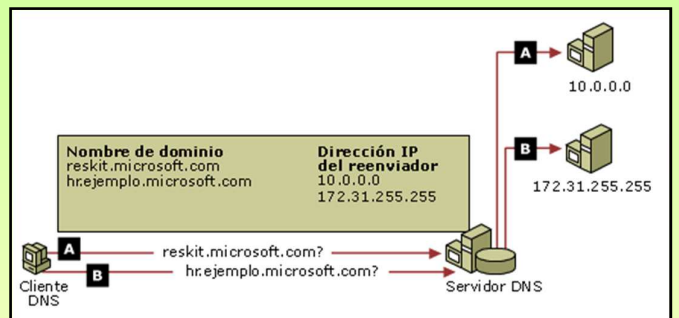 A
10.0.0.0
Nombre de dominio
reskit.microsoft.com
hr.ejemplo.microsoft.com
Dirección IP
del reenviador
10.0.0.0
172.31.255.255
B
172.31.255.255
A
reskit.microsoft.com?
B
hr.ejemplo.microsoft.com?
Cliente
DNS
Servidor DNS